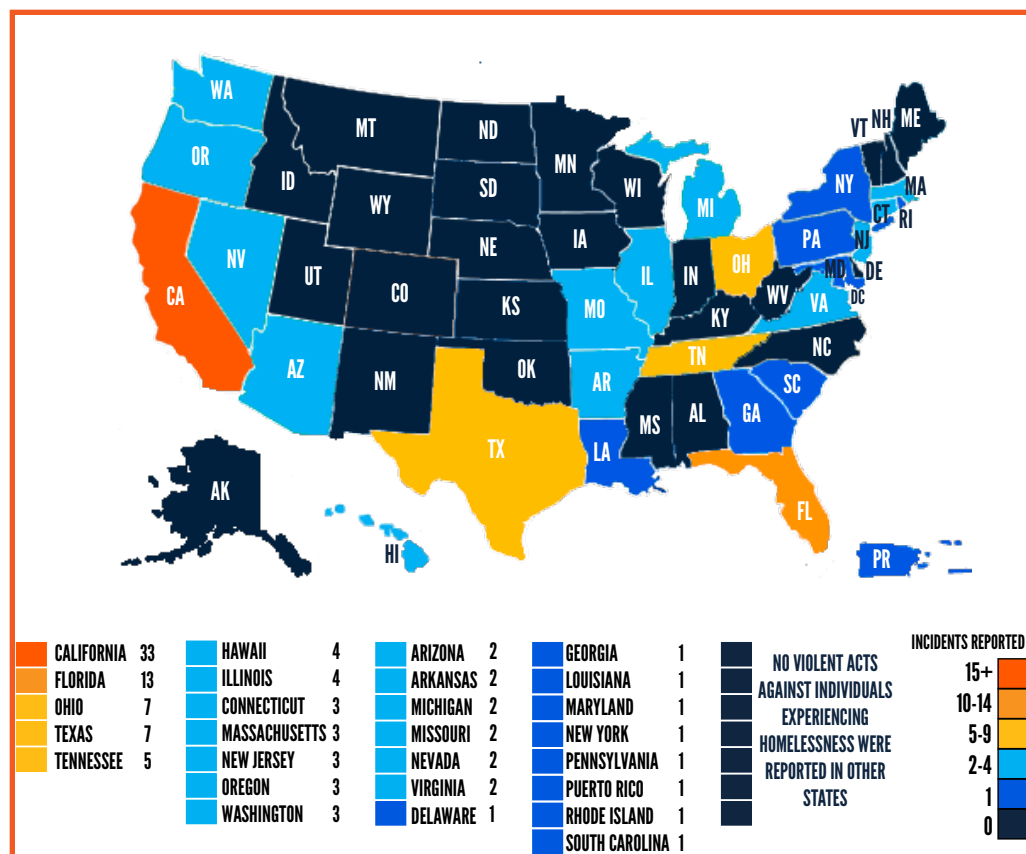 WA
OR
CA
NV
ID
MT
WY
UT
AZ
CO
NM
ND
SD
NE
KS
OK
TX
MN
IA
MO
AR
LA
WI
IL
MI
IN
OH
KY
TN
MS
AL
GA
FL
SC
NC
VA
WV
PA
NY
VT
NH
ME
MA
CT
RI
NJ
MD
DE
DC
AK
HI
PR
CALIFORNIA 33
FLORIDA 13
OHIO 7
TEXAS 7
TENNESSEE 5
HAWAII 4
ILLINOIS 4
CONNECTICUT 3
MASSACHUSETTS 3
NEW JERSEY 3
OREGON 3
WASHINGTON 3
ARIZONA 2
ARKANSAS 2
MICHIGAN 2
MISSOURI 2
NEVADA 2
VIRGINIA 2
DELAWARE 1
GEORGIA 1
LOUISIANA 1
MARYLAND 1
NEW YORK 1
PENNSYLVANIA 1
PUERTO RICO 1
RHODE ISLAND 1
SOUTH CAROLINA 1
NO VIOLENT ACTS
AGAINST INDIVIDUALS
EXPERIENCING
HOMELESSNESS WERE
REPORTED IN OTHER
STATES
INCIDENTS REPORTED
15+
10-14
5-9
2-4
1
0